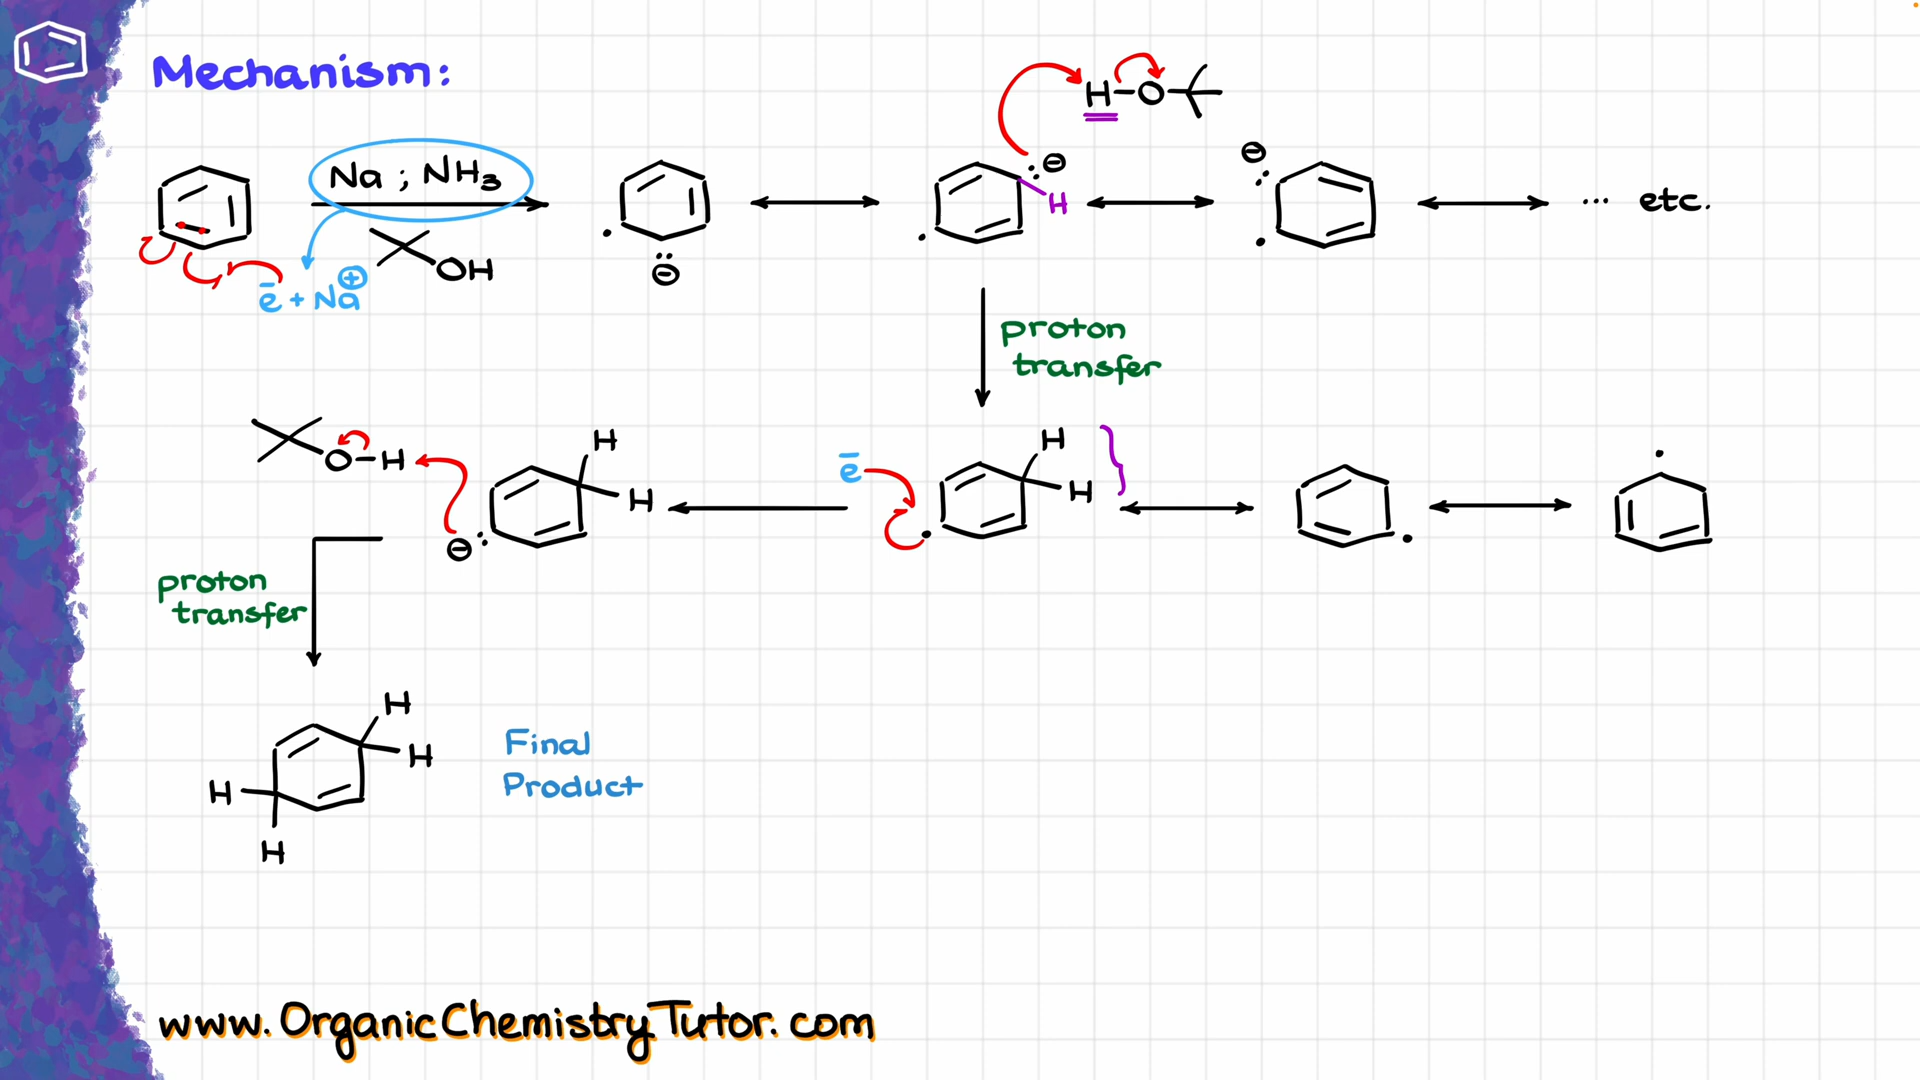 Mechanism:
H-O
Na ; NH3
⊖
H
⊖
... etc.
OH
⊖
e̅ + Na⊕
proton
transfer
O-H
H
H
e̅
H
H
⊖
proton
transfer
H
H
H
H
Final
Product
www.OrganicChemistryTutor.com